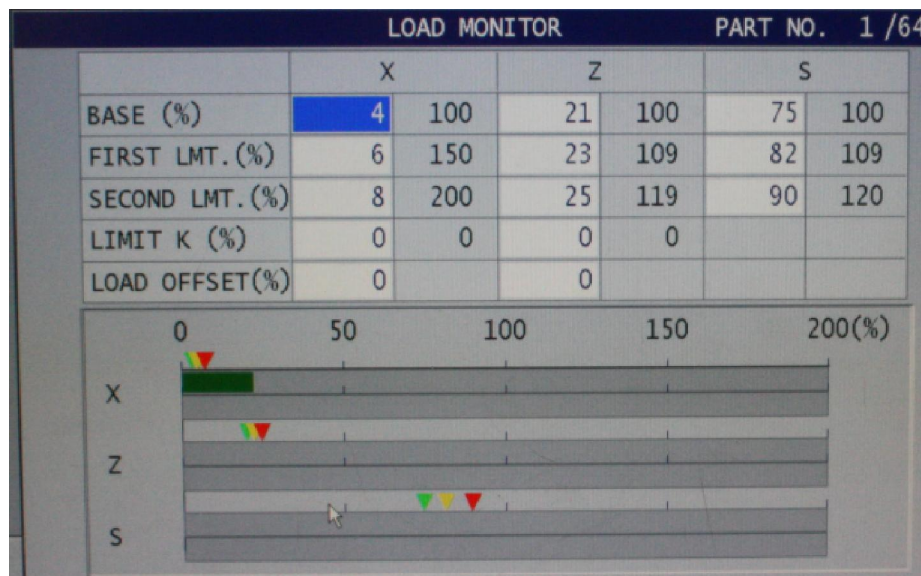 LOAD MONITOR PART NO. 1 /64
X Z S
BASE (%) 4 100 21 100 75 100
FIRST LMT.(%) 6 150 23 109 82 109
SECOND LMT.(%) 8 200 25 119 90 120
LIMIT K (%) 0 0 0 0
LOAD OFFSET(%) 0 0
0 50 100 150 200(%)
X
Z
S